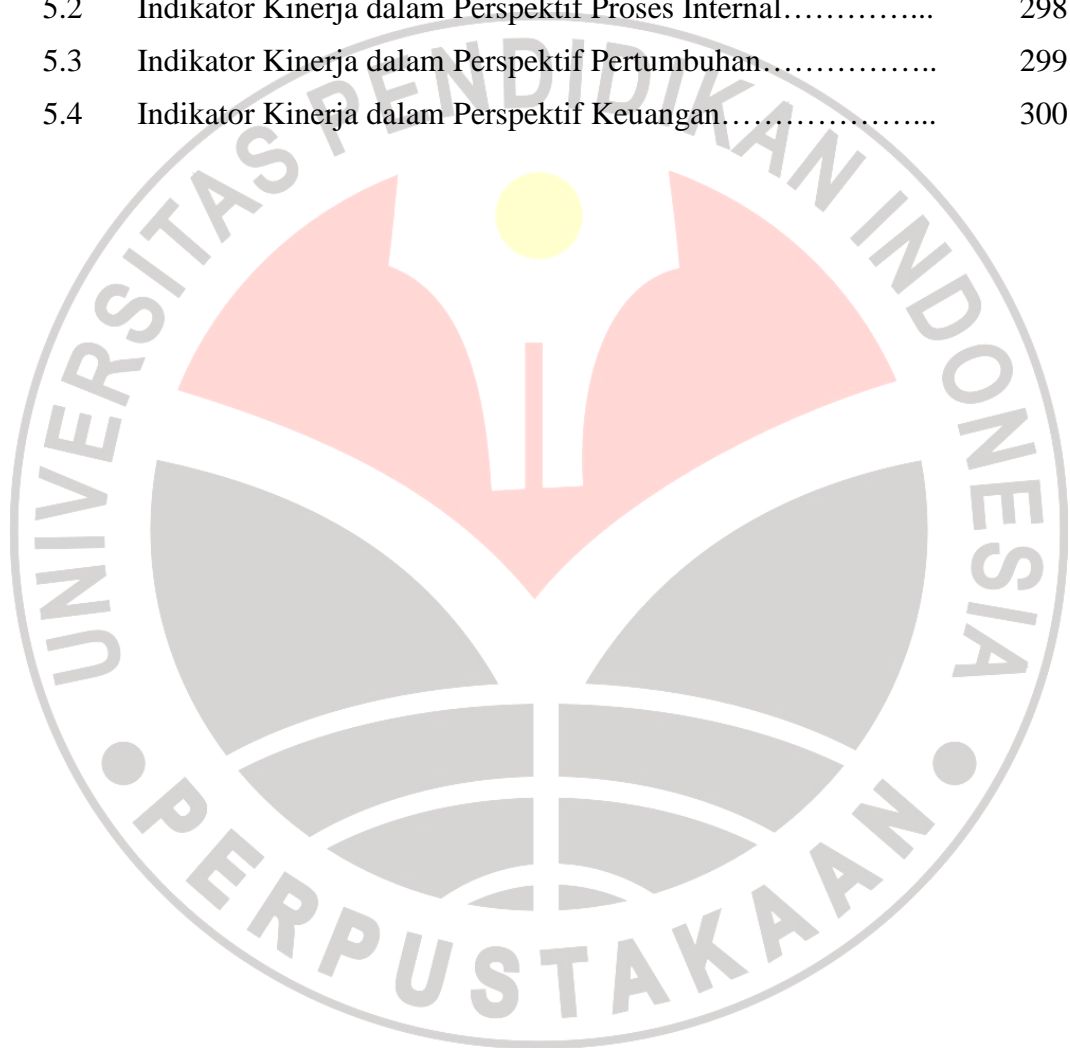 5.2 Indikator Kinerja dalam Perspektif Proses Internal…………... 298
5.3 Indikator Kinerja dalam Perspektif Pertumbuhan…………….. 299
5.4 Indikator Kinerja dalam Perspektif Keuangan………………... 300
UNIVERSITAS PENDIDIKAN INDONESIA
PERPUSTAKAAN